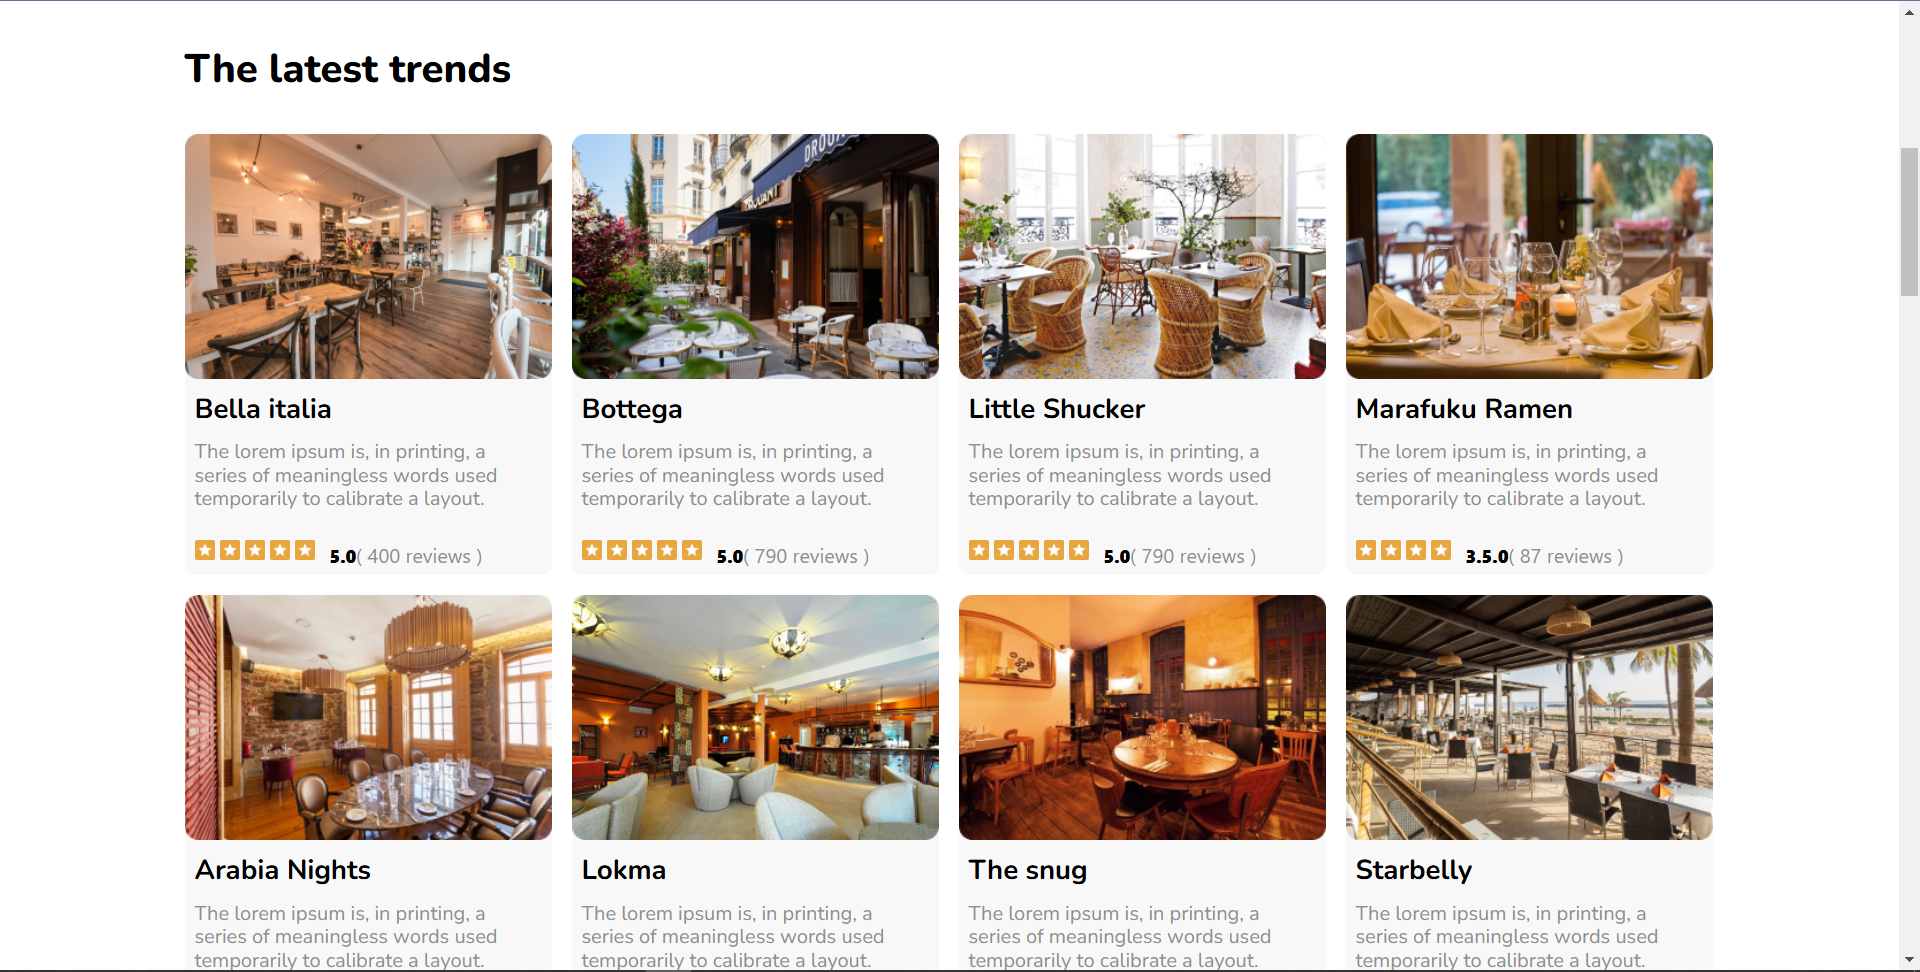 The latest trends
DROUANT
Bella italia
Bottega
Little Shucker
Marafuku Ramen
The lorem ipsum is, in printing, a
series of meaningless words used
temporarily to calibrate a layout.
The lorem ipsum is, in printing, a
series of meaningless words used
temporarily to calibrate a layout.
The lorem ipsum is, in printing, a
series of meaningless words used
temporarily to calibrate a layout.
The lorem ipsum is, in printing, a
series of meaningless words used
temporarily to calibrate a layout.
5.0( 400 reviews )
5.0( 790 reviews )
5.0( 790 reviews )
3.5.0( 87 reviews )
Arabia Nights
Lokma
The snug
Starbelly
The lorem ipsum is, in printing, a
series of meaningless words used
temporarily to calibrate a layout.
The lorem ipsum is, in printing, a
series of meaningless words used
temporarily to calibrate a layout.
The lorem ipsum is, in printing, a
series of meaningless words used
temporarily to calibrate a layout.
The lorem ipsum is, in printing, a
series of meaningless words used
temporarily to calibrate a layout.